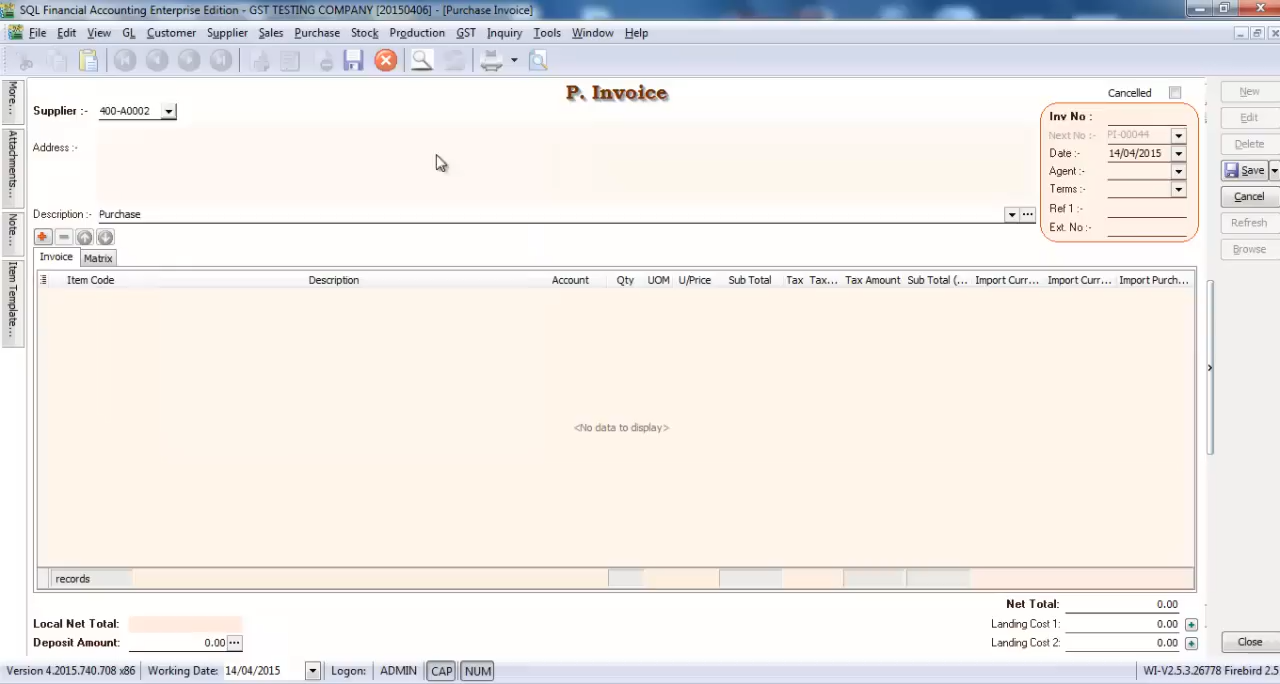 SQL Financial Accounting Enterprise Edition - GST TESTING COMPANY [20150406] - [Purchase Invoice]
File Edit View GL Customer Supplier Sales Purchase Stock Production GST Inquiry Tools Window Help
P. Invoice
Cancelled
New
Supplier :- 400-A0002
Inv No :
Edit
Next No :- PI-00044
Address :-
Date :- 14/04/2015
Delete
Agent :-
Save
Terms :-
Cancel
Ref 1 :-
Description :- Purchase
Refresh
Ext. No :-
Browse
More...
Attachments...
Note...
Item Template...
Invoice Matrix
Item Code Description Account Qty UOM U/Price Sub Total Tax Tax... Tax Amount Sub Total (... Import Curr... Import Curr... Import Purch...
<No data to display>
records
Net Total: 0.00
Local Net Total:
Landing Cost 1: 0.00
Deposit Amount: 0.00
Landing Cost 2: 0.00
Close
Version 4.2015.740.708 x86 Working Date: 14/04/2015 Logon: ADMIN CAP NUM WI-V2.5.3.26778 Firebird 2.5